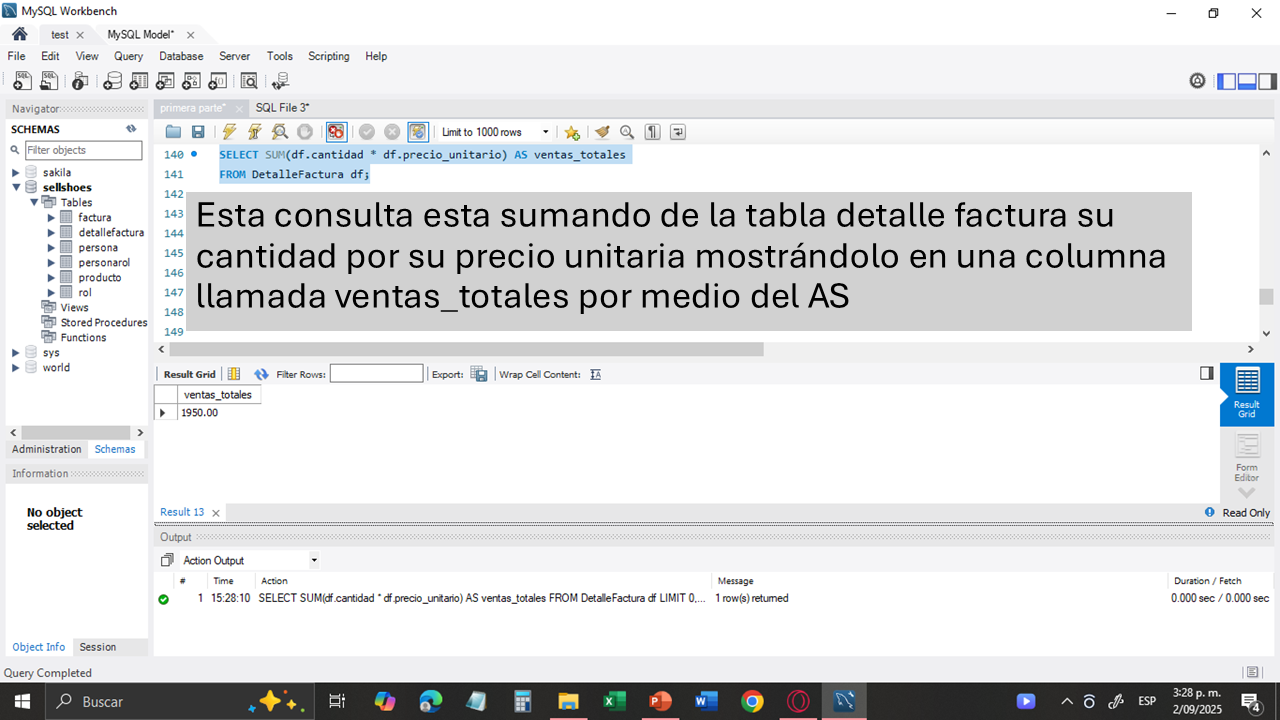 MySQL Workbench
test
MySQL Model*
File Edit View Query Database Server Tools Scripting Help
Navigator
SCHEMAS
Filter objects
sakila
sellshoes
Tables
factura
detallefactura
persona
personarol
producto
rol
Views
Stored Procedures
Functions
sys
world
Administration Schemas
Information
No object
selected
Object Info Session
primera parte* SQL File 3*
Limit to 1000 rows
140 SELECT SUM(df.cantidad * df.precio_unitario) AS ventas_totales
141 FROM DetalleFactura df;
142
143
144
145
146
147
148
149
Esta consulta esta sumando de la tabla detalle factura su
cantidad por su precio unitaria mostrándolo en una columna
llamada ventas_totales por medio del AS
Result Grid Filter Rows: Export: Wrap Cell Content:
ventas_totales
1950.00
Result
Grid
Form
Editor
Result 13
Read Only
Output
Action Output
# Time Action Message Duration / Fetch
1 15:28:10 SELECT SUM(df.cantidad * df.precio_unitario) AS ventas_totales FROM DetalleFactura df LIMIT 0,... 1 row(s) returned 0.000 sec / 0.000 sec
Query Completed
Buscar
ESP
3:28 p. m.
2/09/2025
4